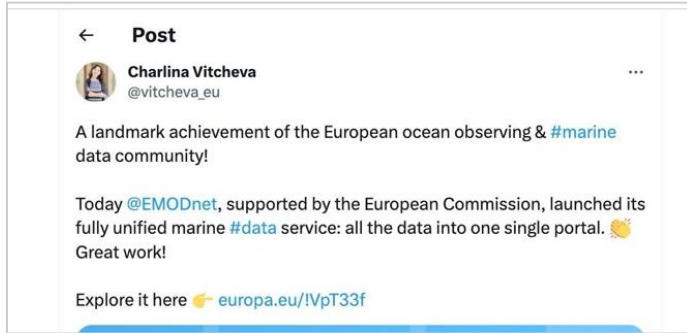 ← Post
Charlina Vitcheva
@vitcheva_eu
A landmark achievement of the European ocean observing & #marine
data community!
Today @EMODnet, supported by the European Commission, launched its
fully unified marine #data service: all the data into one single portal. 👏
Great work!
Explore it here 👉 europa.eu/!VpT33f